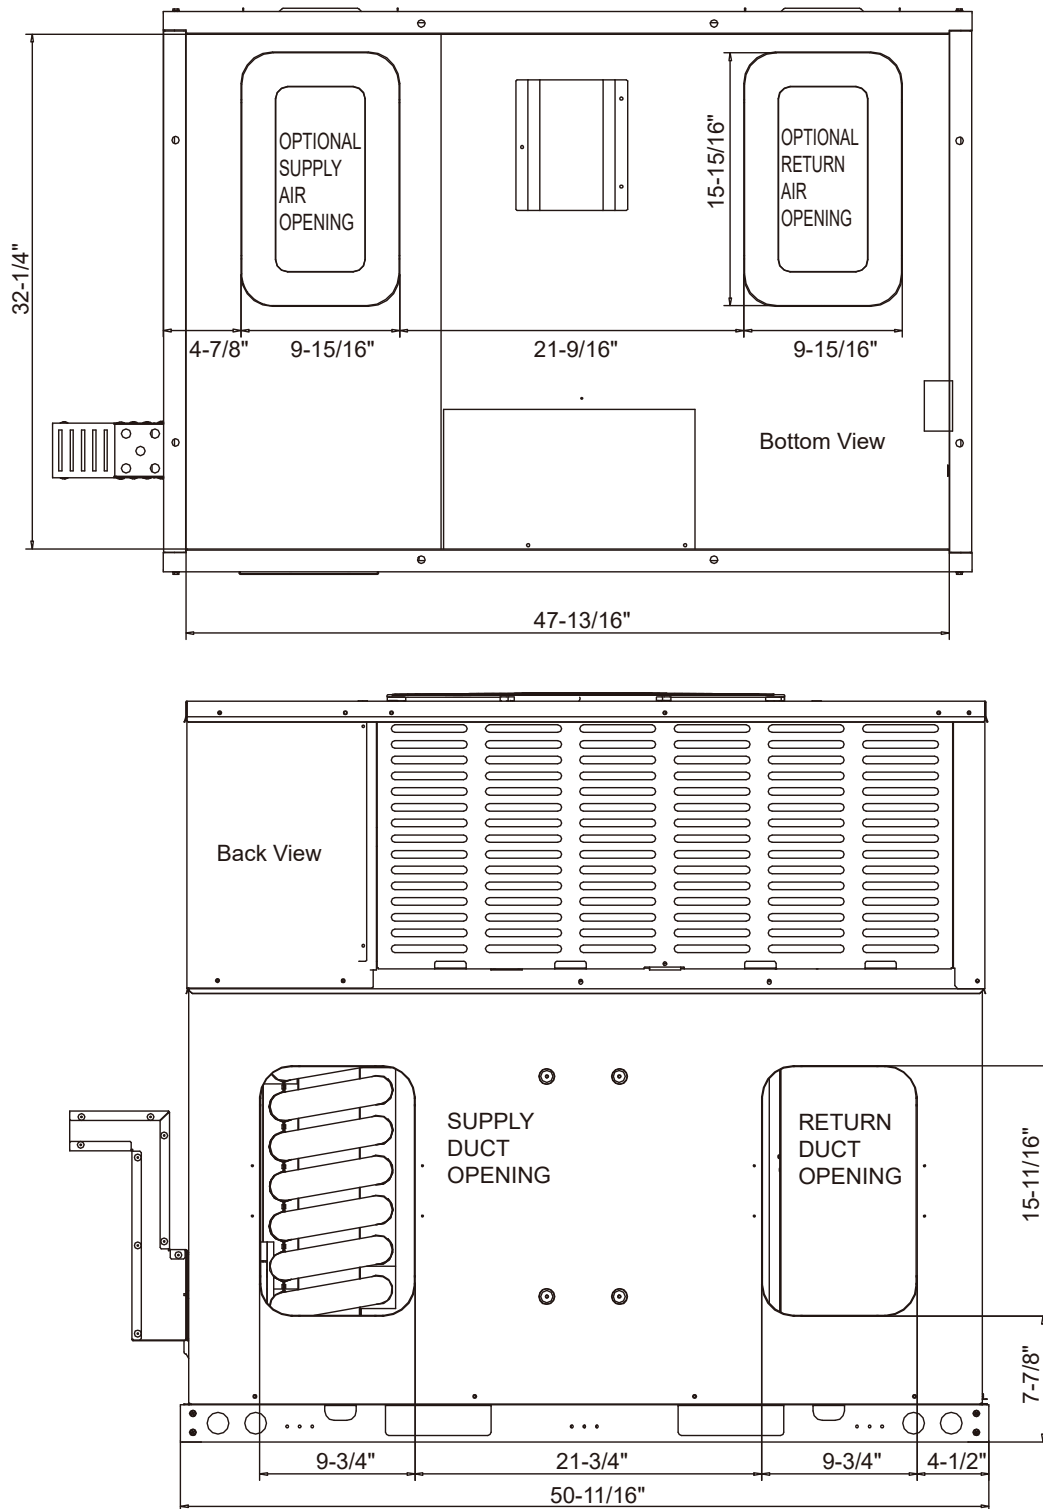 OPTIONAL
SUPPLY
AIR
OPENING
15-15/16"
OPTIONAL
RETURN
AIR
OPENING
32-1/4"
4-7/8"
9-15/16"
21-9/16"
9-15/16"
Bottom View
47-13/16"
Back View
SUPPLY
DUCT
OPENING
RETURN
DUCT
OPENING
15-11/16"
7-7/8"
9-3/4"
21-3/4"
9-3/4"
4-1/2"
50-11/16"